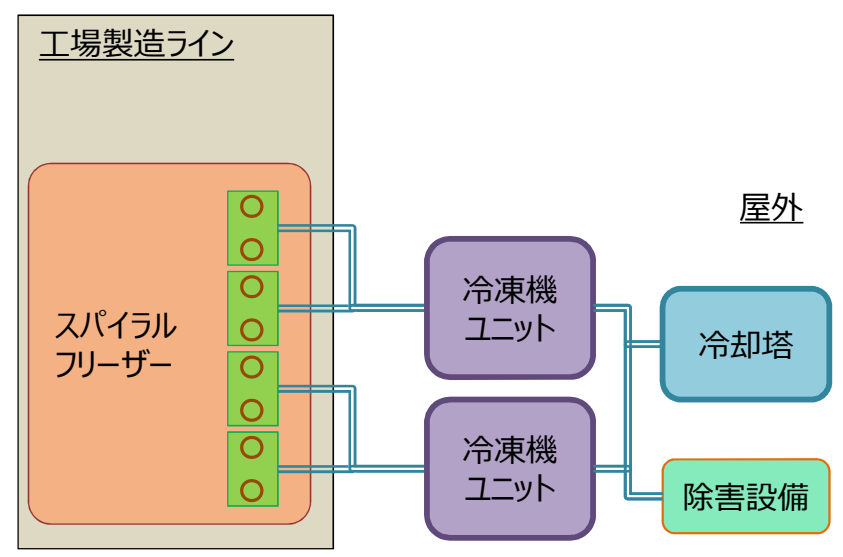 工場製造ライン
屋外
スパイラル
フリーザー
冷凍機
ユニット
冷却塔
冷凍機
ユニット
除害設備